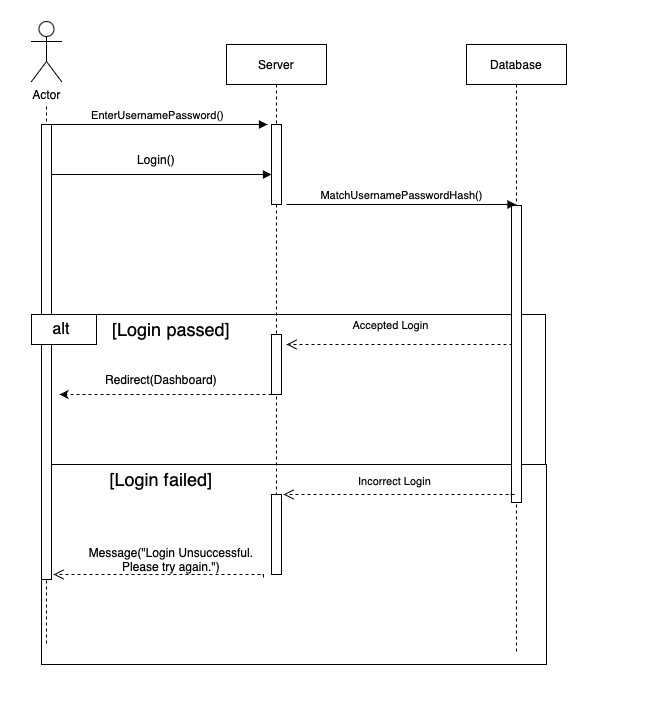 Server
Database
Actor
EnterUsernamePassword()
Login()
MatchUsernamePasswordHash()
alt
[Login passed]
Accepted Login
Redirect(Dashboard)
[Login failed]
Incorrect Login
Message("Login Unsuccessful.
Please try again.")